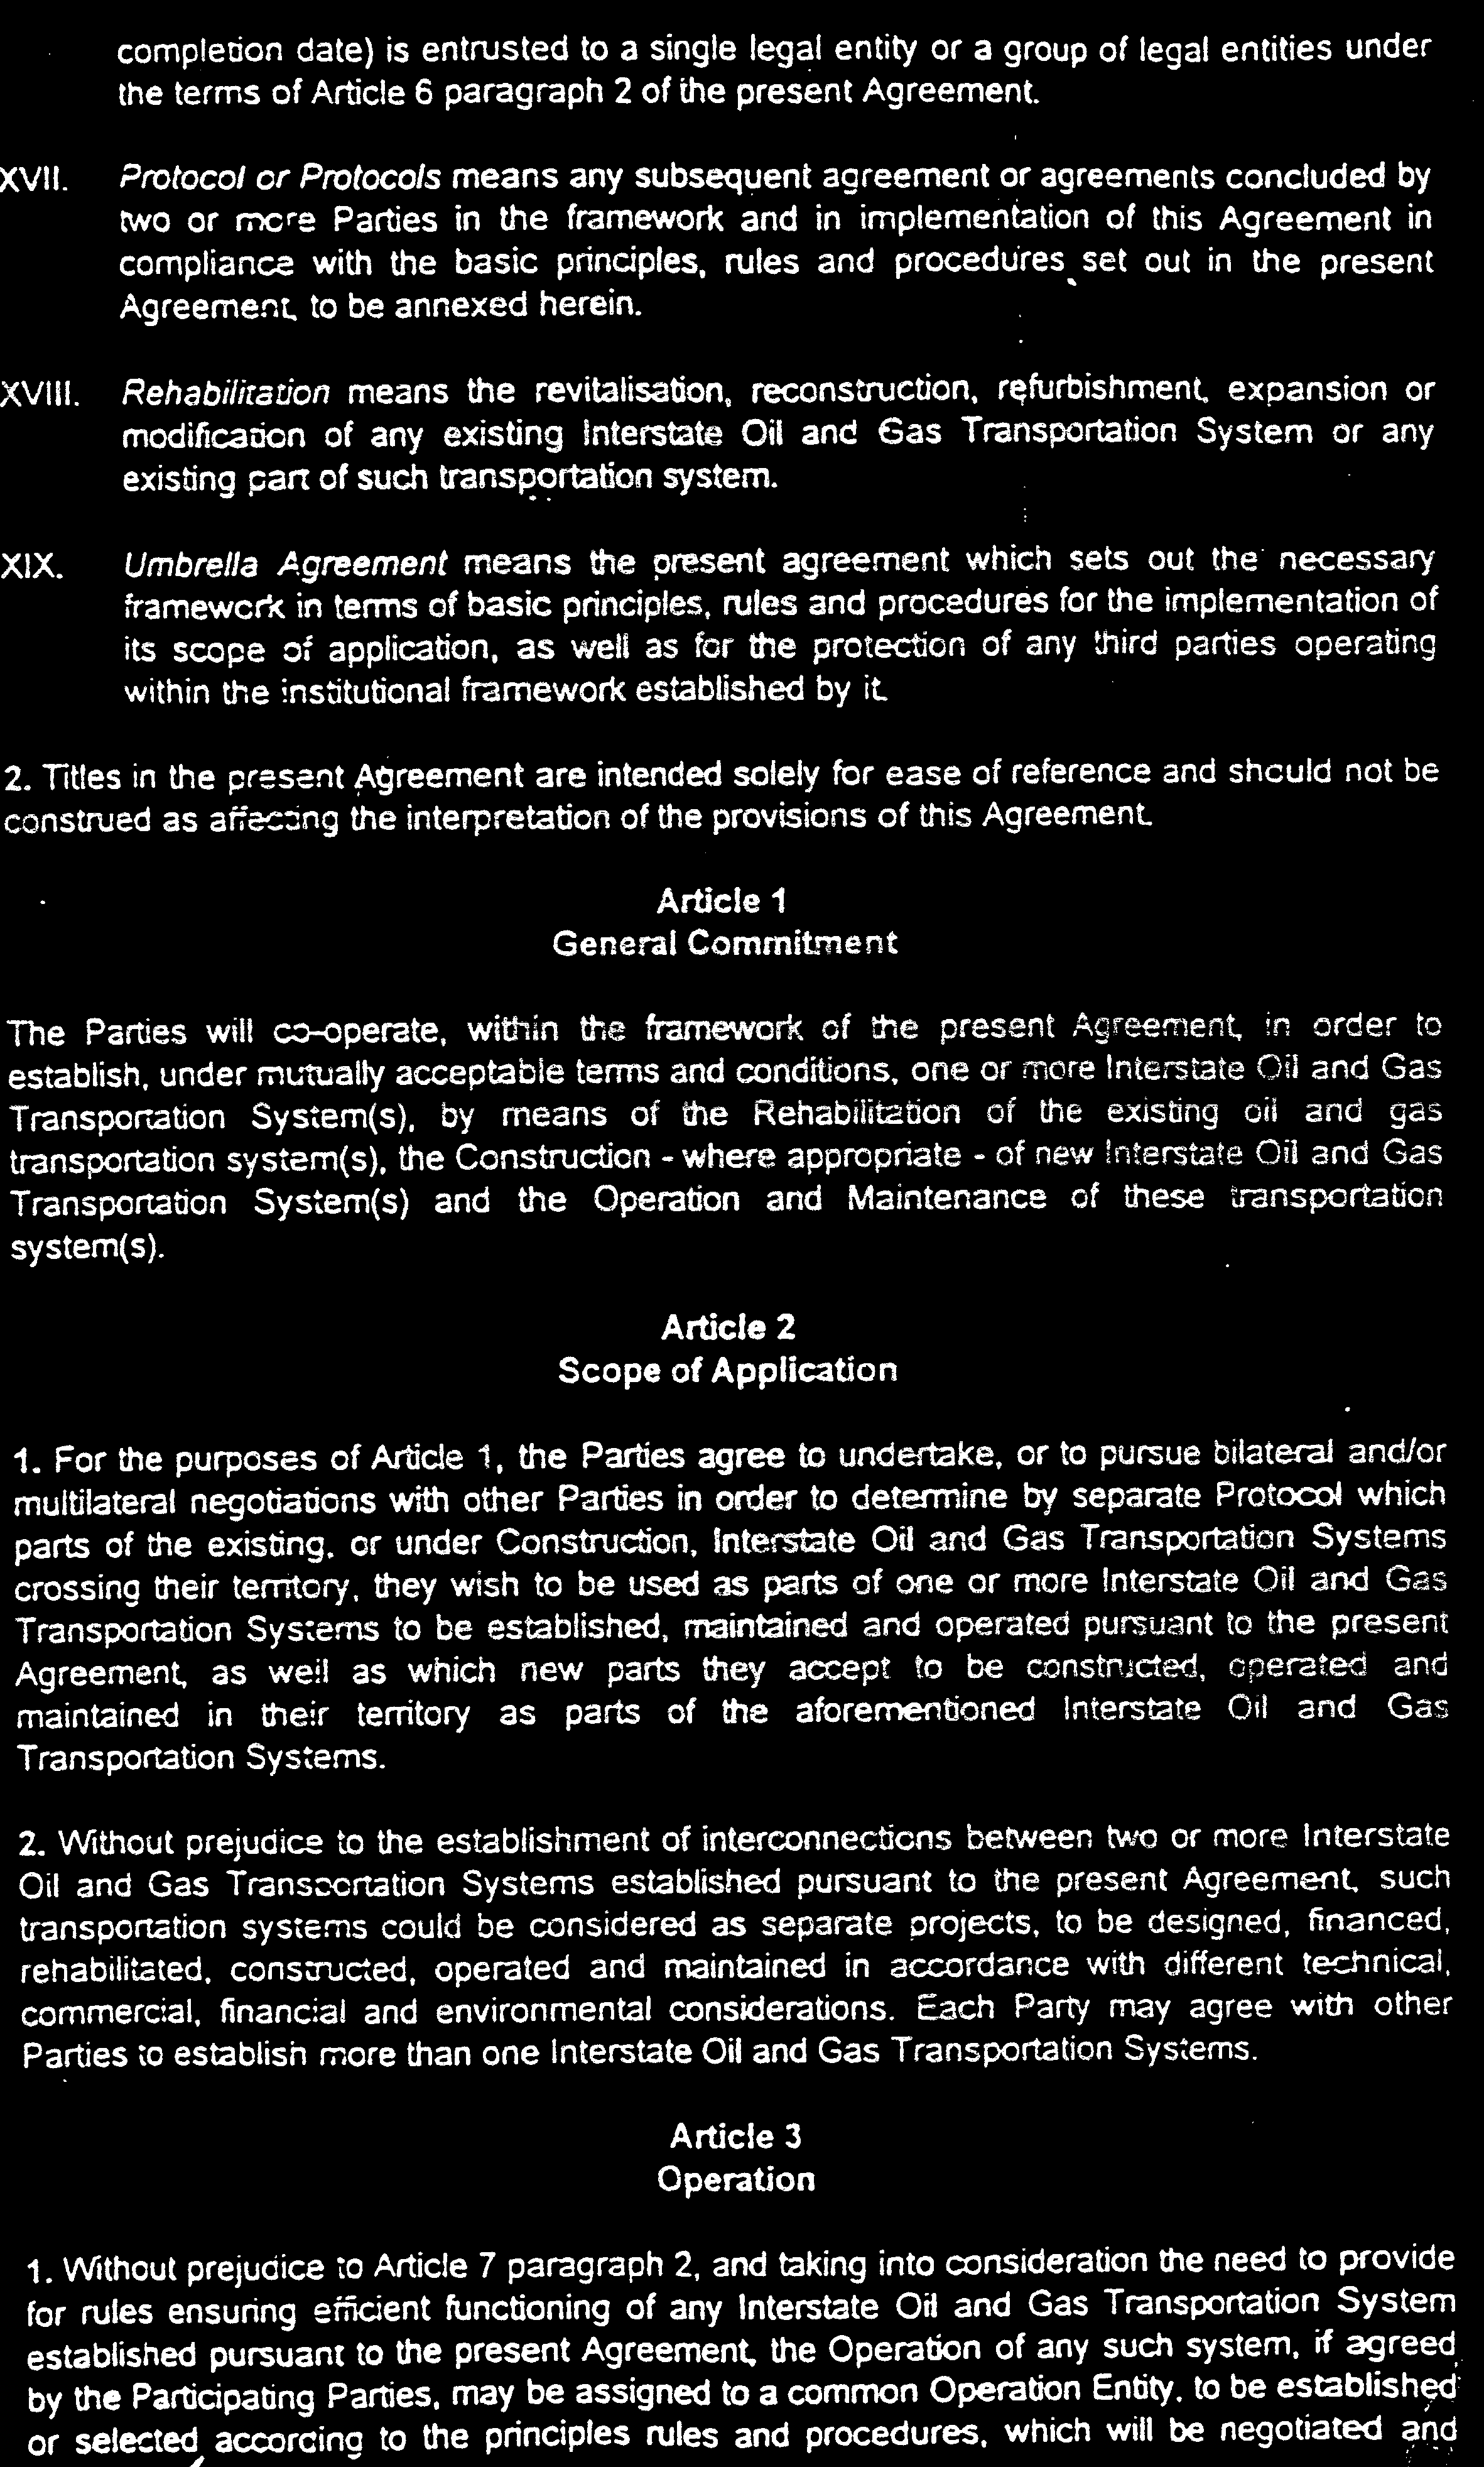 completion date) is entrusted to a single legal entity or a group of legal entities under
the terms of Article 6 paragraph 2 of the present Agreement.
XVII. Protocol or Protocols means any subsequent agreement or agreements concluded by
two or more Parties in the framework and in implementation of this Agreement in
compliance with the basic principles, rules and procedures set out in the present
Agreement, to be annexed herein.
XVIII. Rehabilitation means the revitalisation, reconstruction, refurbishment, expansion or
modification of any existing Interstate Oil and Gas Transportation System or any
existing part of such transportation system.
XIX. Umbrella Agreement means the present agreement which sets out the necessary
framework in terms of basic principles, rules and procedures for the implementation of
its scope of application, as well as for the protection of any third parties operating
within the institutional framework established by it.
2. Titles in the present Agreement are intended solely for ease of reference and should not be
construed as affecting the interpretation of the provisions of this Agreement.
Article 1
General Commitment
The Parties will co-operate, within the framework of the present Agreement, in order to
establish, under mutually acceptable terms and conditions, one or more Interstate Oil and Gas
Transportation System(s), by means of the Rehabilitation of the existing oil and gas
transportation system(s), the Construction - where appropriate - of new Interstate Oil and Gas
Transportation System(s) and the Operation and Maintenance of these transportation
system(s).
Article 2
Scope of Application
1. For the purposes of Article 1, the Parties agree to undertake, or to pursue bilateral and/or
multilateral negotiations with other Parties in order to determine by separate Protocol which
parts of the existing, or under Construction, Interstate Oil and Gas Transportation Systems
crossing their territory, they wish to be used as parts of one or more Interstate Oil and Gas
Transportation Systems to be established, maintained and operated pursuant to the present
Agreement, as well as which new parts they accept to be constructed, operated and
maintained in their territory as parts of the aforementioned Interstate Oil and Gas
Transportation Systems.
2. Without prejudice to the establishment of interconnections between two or more Interstate
Oil and Gas Transportation Systems established pursuant to the present Agreement, such
transportation systems could be considered as separate projects, to be designed, financed,
rehabilitated, constructed, operated and maintained in accordance with different technical,
commercial, financial and environmental considerations. Each Party may agree with other
Parties to establish more than one Interstate Oil and Gas Transportation Systems.
Article 3
Operation
1. Without prejudice to Article 7 paragraph 2, and taking into consideration the need to provide
for rules ensuring efficient functioning of any Interstate Oil and Gas Transportation System
established pursuant to the present Agreement, the Operation of any such system, if agreed
by the Participating Parties, may be assigned to a common Operation Entity, to be established
or selected according to the principles rules and procedures, which will be negotiated and